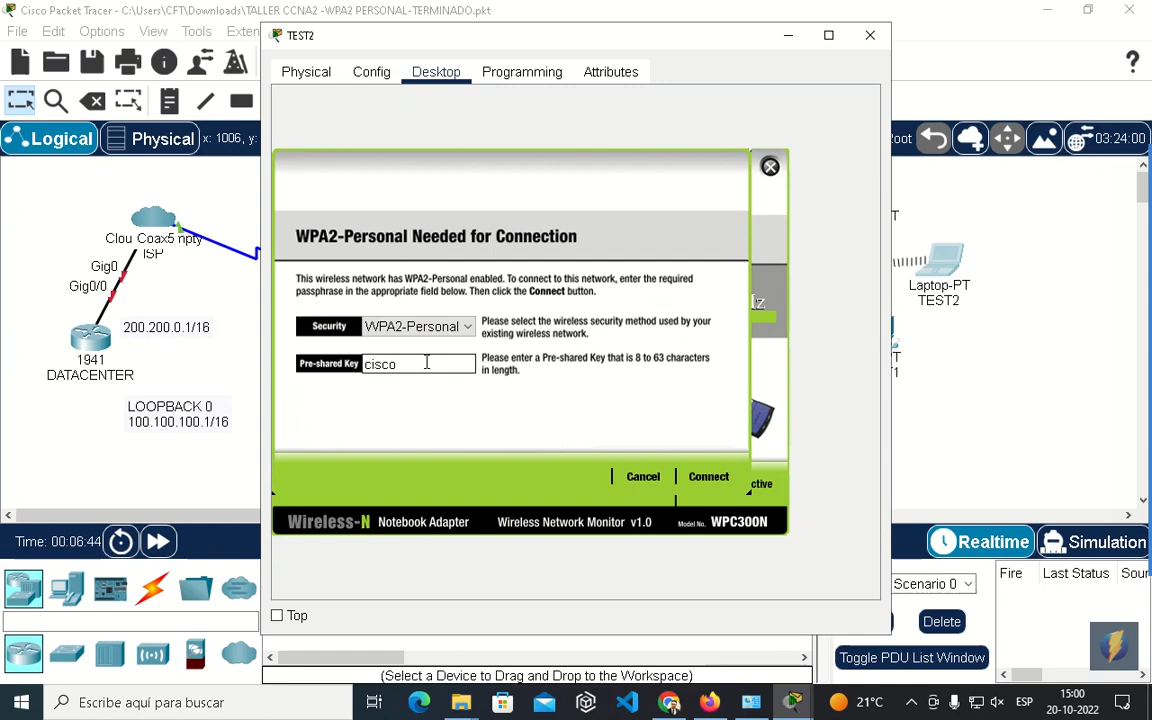 Cisco Packet Tracer - C:\Users\CFT\Downloads\TALLER CCNA2 -WPA2 PERSONAL-TERMINADO.pkt
File Edit Options View Tools Exten
TEST2
Physical Config Desktop Programming Attributes
Logical Physical x: 1006, y:
Root 03:24:00
WPA2-Personal Needed for Connection
This wireless network has WPA2-Personal enabled. To connect to this network, enter the required
passphrase in the appropriate field below. Then click the Connect button.
Security WPA2-Personal Please select the wireless security method used by your
existing wireless network.
Pre-shared Key cisco Please enter a Pre-shared Key that is 8 to 63 characters
in length.
Cancel Connect
ctive
Wireless-N Notebook Adapter Wireless Network Monitor v1.0 Model No. WPC300N
Top
ISP
Gig0
Gig0/0
200.200.0.1/16
1941
DATACENTER
LOOPBACK 0
100.100.100.1/16
Laptop-PT
TEST2
Time: 00:06:44
Realtime Simulation
Scenario 0
Fire Last Status Sour
Delete
Toggle PDU List Window
(Select a Device to Drag and Drop to the Workspace)
Escribe aquí para buscar
21°C
ESP
15:00
20-10-2022